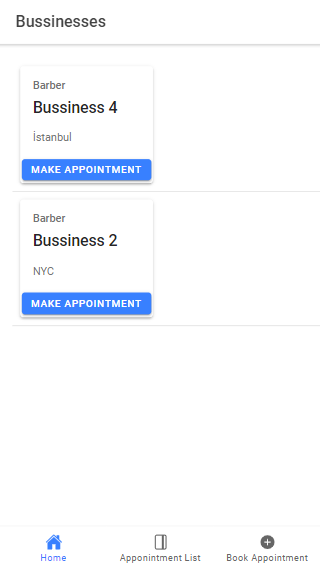 Bussinesses
Barber
Bussiness 4
İstanbul
MAKE APPOINTMENT
Barber
Bussiness 2
NYC
MAKE APPOINTMENT
Home
Apponintment List
Book Appointment